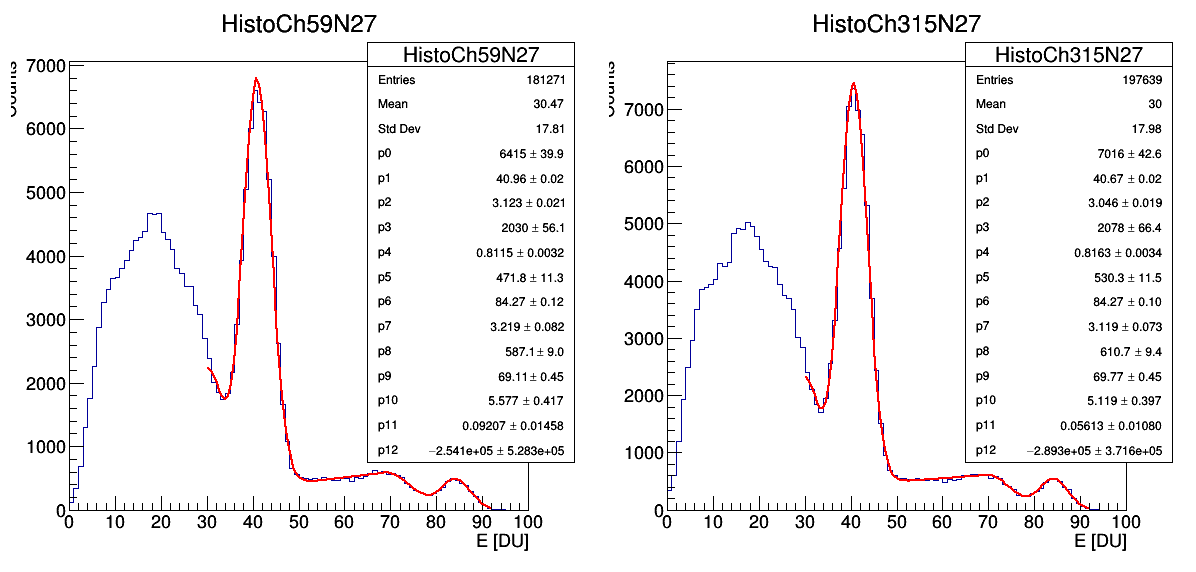 HistoCh59N27
HistoCh59N27
Entries 181271
Mean 30.47
Std Dev 17.81
p0 6415 ± 39.9
p1 40.96 ± 0.02
p2 3.123 ± 0.021
p3 2030 ± 56.1
p4 0.8115 ± 0.0032
p5 471.8 ± 11.3
p6 84.27 ± 0.12
p7 3.219 ± 0.082
p8 587.1 ± 9.0
p9 69.11 ± 0.45
p10 5.577 ± 0.417
p11 0.09207 ± 0.01458
p12 −2.541e+05 ± 5.283e+05
7000
6000
5000
4000
3000
2000
1000
0
0 10 20 30 40 50 60 70 80 90 100
E [DU]
HistoCh315N27
HistoCh315N27
Entries 197639
Mean 30
Std Dev 17.98
p0 7016 ± 42.6
p1 40.67 ± 0.02
p2 3.046 ± 0.019
p3 2078 ± 66.4
p4 0.8163 ± 0.0034
p5 530.3 ± 11.5
p6 84.27 ± 0.10
p7 3.119 ± 0.073
p8 610.7 ± 9.4
p9 69.77 ± 0.45
p10 5.119 ± 0.397
p11 0.05613 ± 0.01080
p12 −2.893e+05 ± 3.716e+05
7000
6000
5000
4000
3000
2000
1000
0
0 10 20 30 40 50 60 70 80 90 100
E [DU]